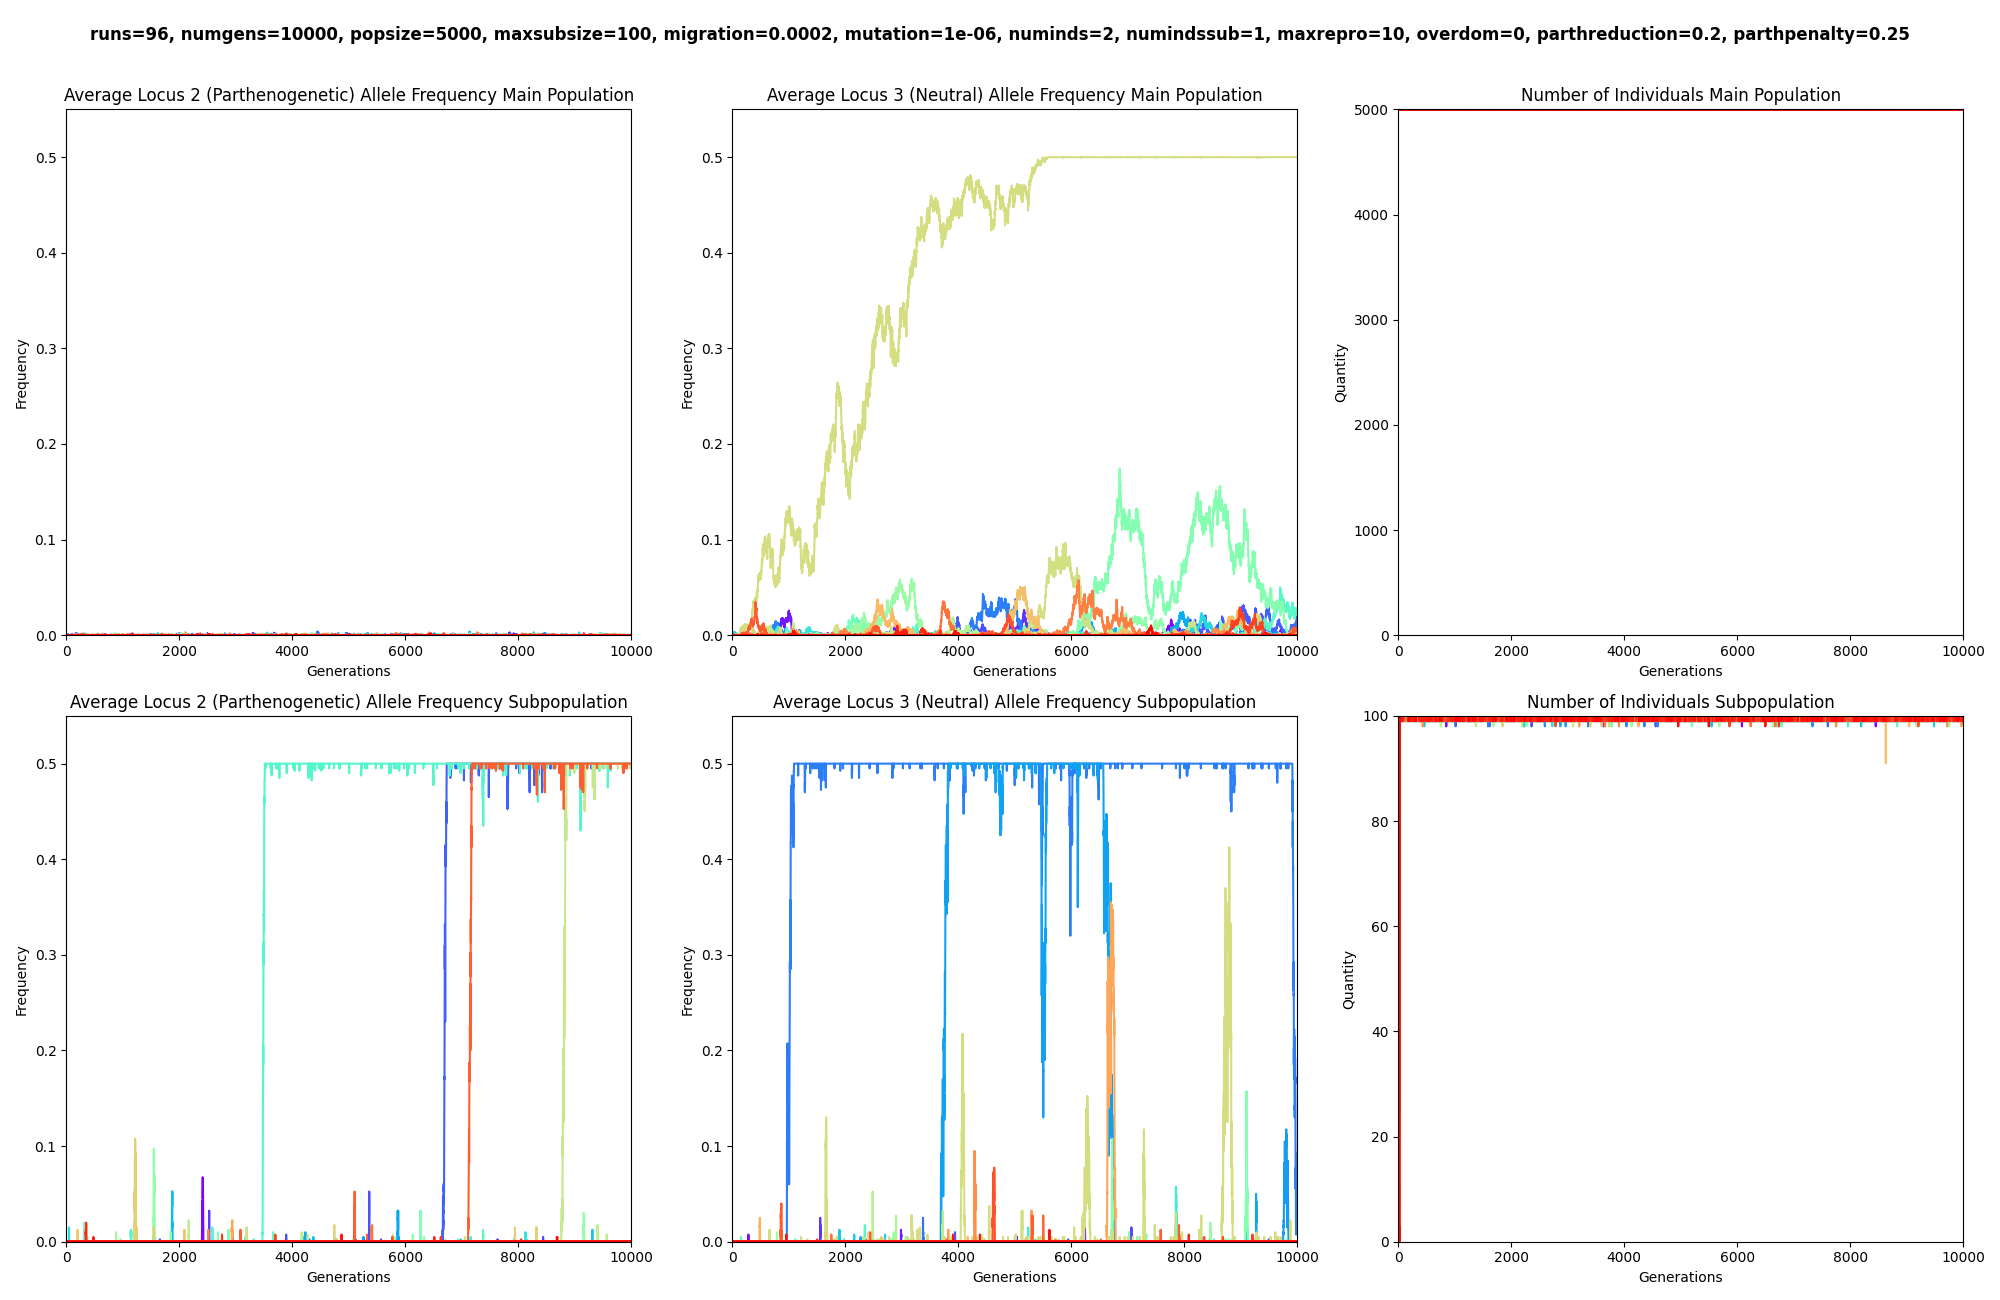 runs=96, numgens=10000, popsize=5000, maxsubsize=100, migration=0.0002, mutation=1e-06, numinds=2, numindssub=1, maxrepro=10, overdom=0, parthreduction=0.2, parthpenalty=0.25
Average Locus 2 (Parthenogenetic) Allele Frequency Main Population
0.5
0.4
0.3
0.2
0.1
0.0
Frequency
0 2000 4000 6000 8000 10000
Generations
Average Locus 3 (Neutral) Allele Frequency Main Population
0.5
0.4
0.3
0.2
0.1
0.0
Frequency
0 2000 4000 6000 8000 10000
Generations
Number of Individuals Main Population
5000
4000
3000
2000
1000
0
Quantity
0 2000 4000 6000 8000 10000
Generations
Average Locus 2 (Parthenogenetic) Allele Frequency Subpopulation
0.5
0.4
0.3
0.2
0.1
0.0
Frequency
0 2000 4000 6000 8000 10000
Generations
Average Locus 3 (Neutral) Allele Frequency Subpopulation
0.5
0.4
0.3
0.2
0.1
0.0
Frequency
0 2000 4000 6000 8000 10000
Generations
Number of Individuals Subpopulation
100
80
60
40
20
0
Quantity
0 2000 4000 6000 8000 10000
Generations